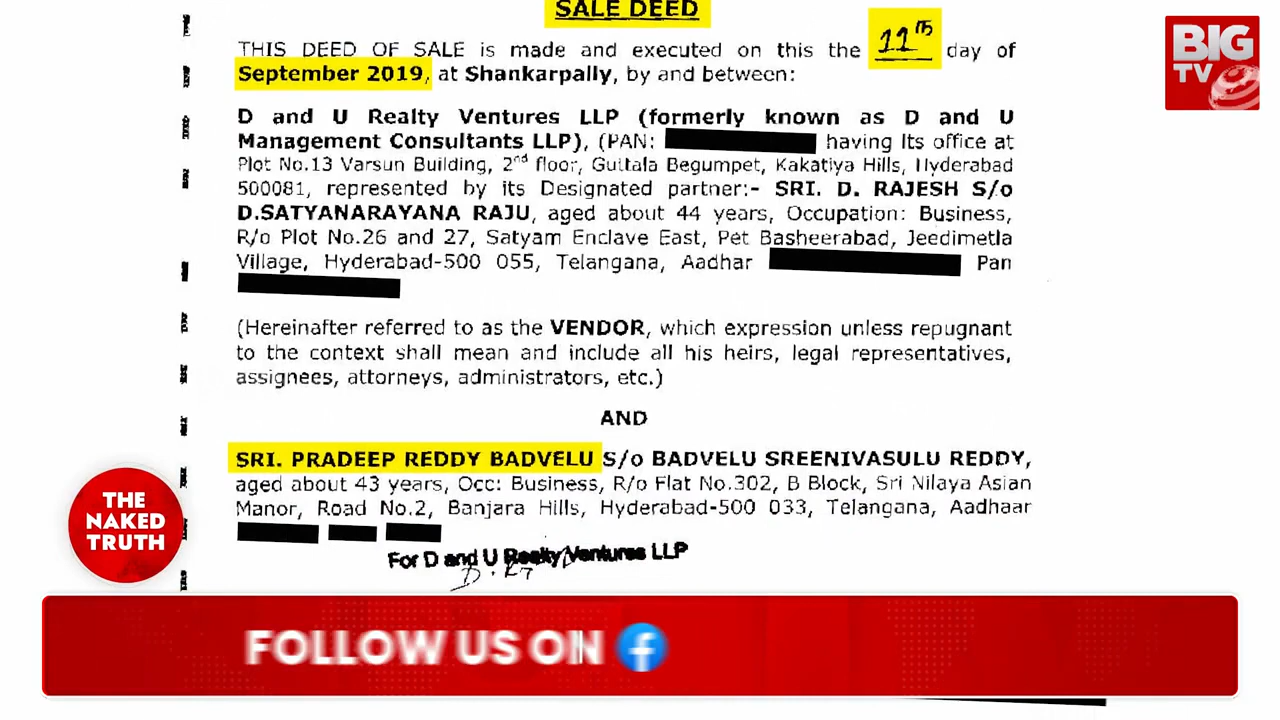 SALE DEED
THIS DEED OF SALE is made and executed on this the 11th day of
September 2019, at Shankarpally, by and between:
D and U Realty Ventures LLP (formerly known as D and U
Management Consultants LLP), (PAN: having its office at
Plot No.13 Varsun Building, 2nd floor, Guttala Begumpet, Kakatiya Hills, Hyderabad
500081, represented by its Designated partner:- SRI. D. RAJESH S/o
D.SATYANARAYANA RAJU, aged about 44 years, Occupation: Business,
R/o Plot No.26 and 27, Satyam Enclave East, Pet Basheerabad, Jeedimetla
Village, Hyderabad-500 055, Telangana, Aadhar Pan
(Hereinafter referred to as the VENDOR, which expression unless repugnant
to the context shall mean and include all his heirs, legal representatives,
assignees, attorneys, administrators, etc.)
AND
SRI. PRADEEP REDDY BADVELU S/o BADVELU SREENIVASULU REDDY,
aged about 43 years, Occ: Business, R/o Flat No.302, B Block, Sri Nilaya Asian
Manor, Road No.2, Banjara Hills, Hyderabad-500 033, Telangana, Aadhaar
For D and U Realty Ventures LLP
BIG
TV
THE
NAKED
TRUTH
FOLLOW US ON